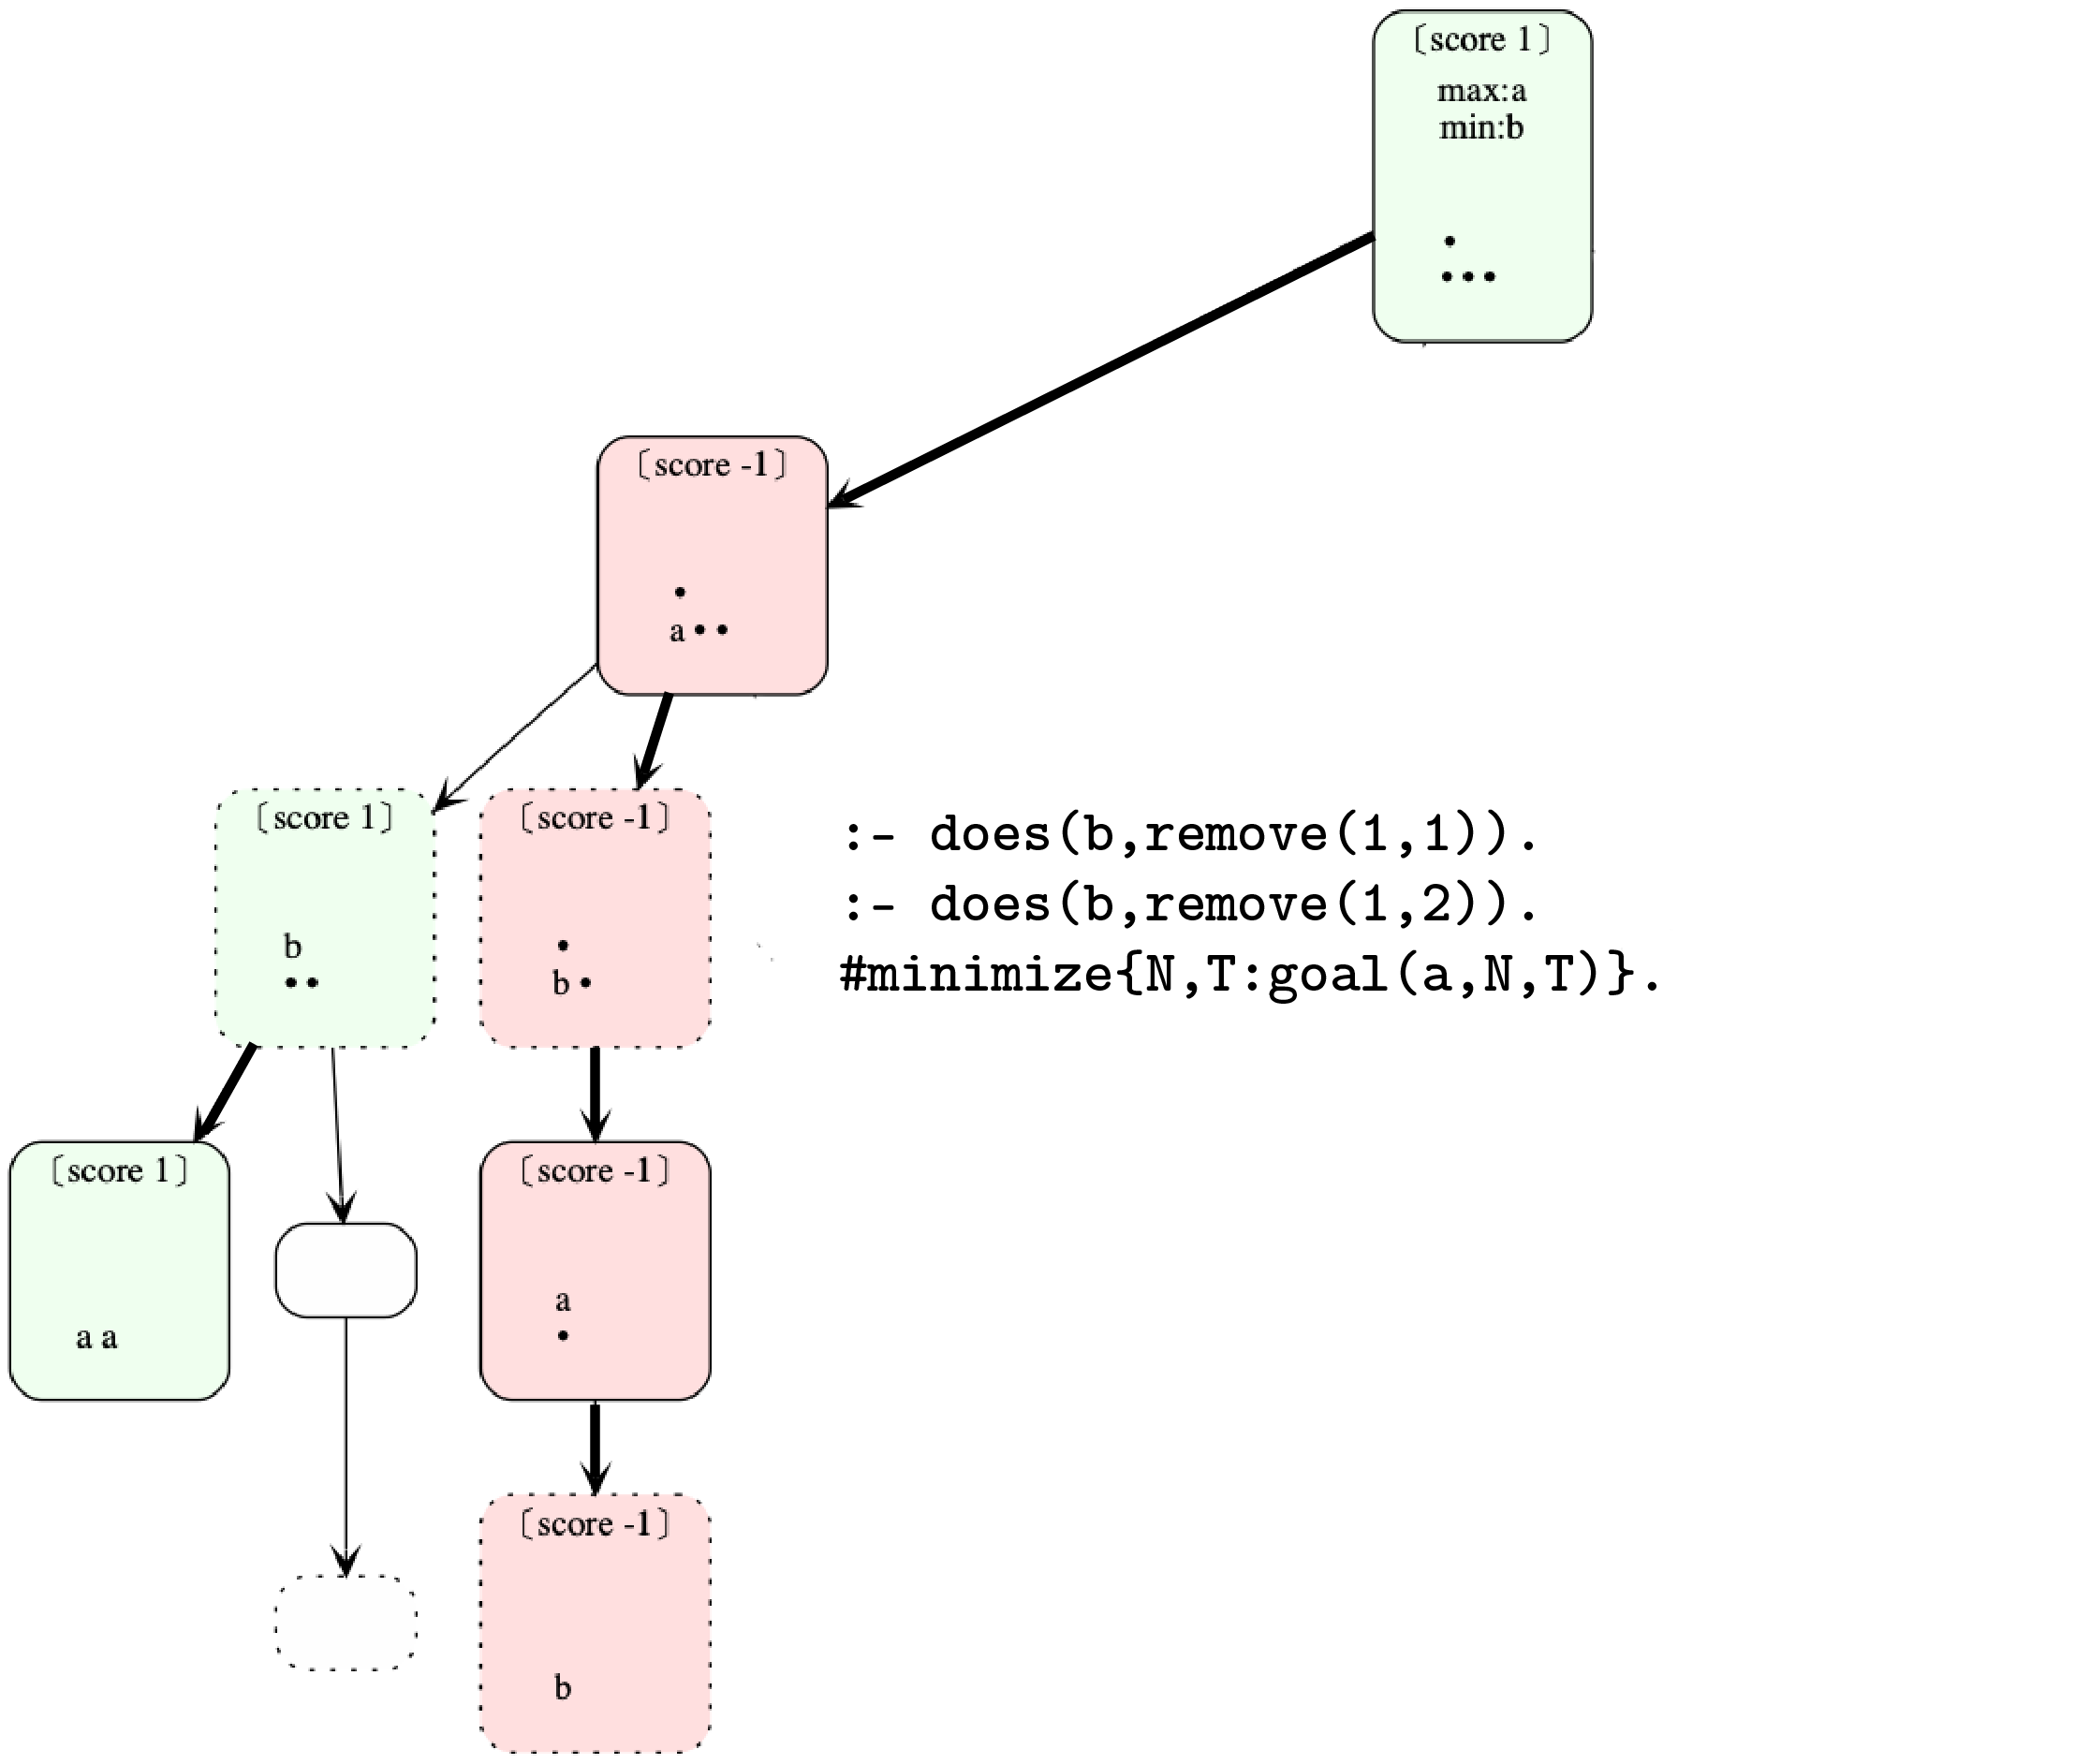 〔score 1〕
max:a
min:b
•
•••
〔score -1〕
•
a••
〔score 1〕
b
••
〔score -1〕
•
b•
:- does(b,remove(1,1)).
:- does(b,remove(1,2)).
#minimize{N,T:goal(a,N,T)}.
〔score 1〕
a a
〔score -1〕
a
•
〔score -1〕
b